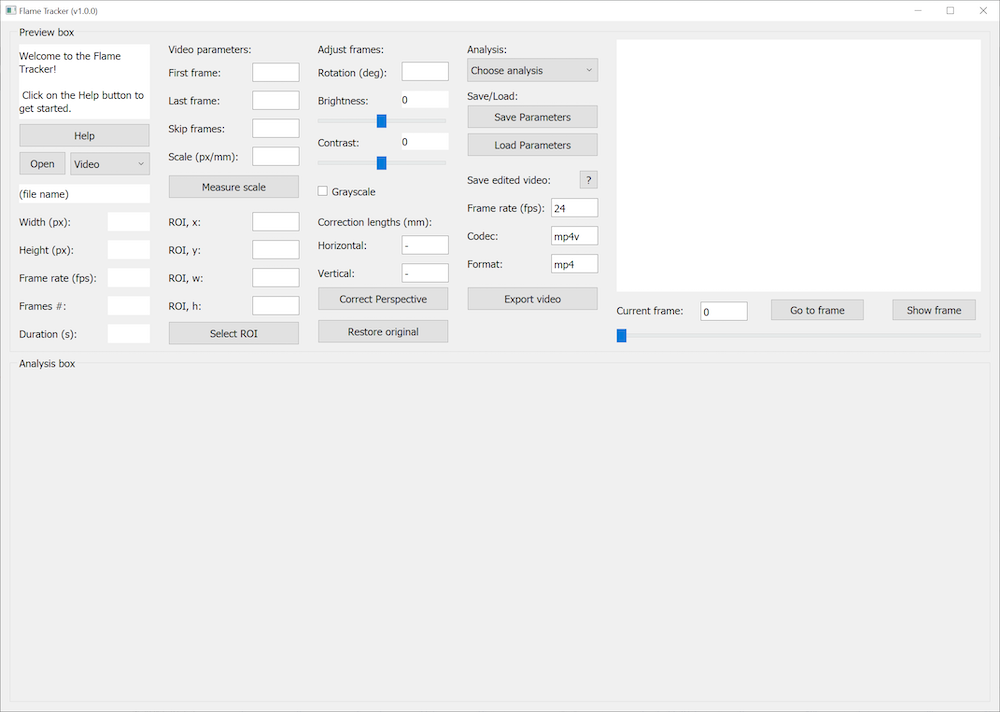 Flame Tracker (v1.0.0)
Preview box
Welcome to the Flame
Tracker!
Click on the Help button to
get started.
Help
Open
Video
(file name)
Width (px):
Height (px):
Frame rate (fps):
Frames #:
Duration (s):
Video parameters:
First frame:
Last frame:
Skip frames:
Scale (px/mm):
Measure scale
ROI, x:
ROI, y:
ROI, w:
ROI, h:
Select ROI
Adjust frames:
Rotation (deg):
Brightness: 0
Contrast: 0
Grayscale
Correction lengths (mm):
Horizontal: -
Vertical: -
Correct Perspective
Restore original
Analysis:
Choose analysis
Save/Load:
Save Parameters
Load Parameters
Save edited video: ?
Frame rate (fps): 24
Codec: mp4v
Format: mp4
Export video
Current frame: 0
Go to frame
Show frame
Analysis box